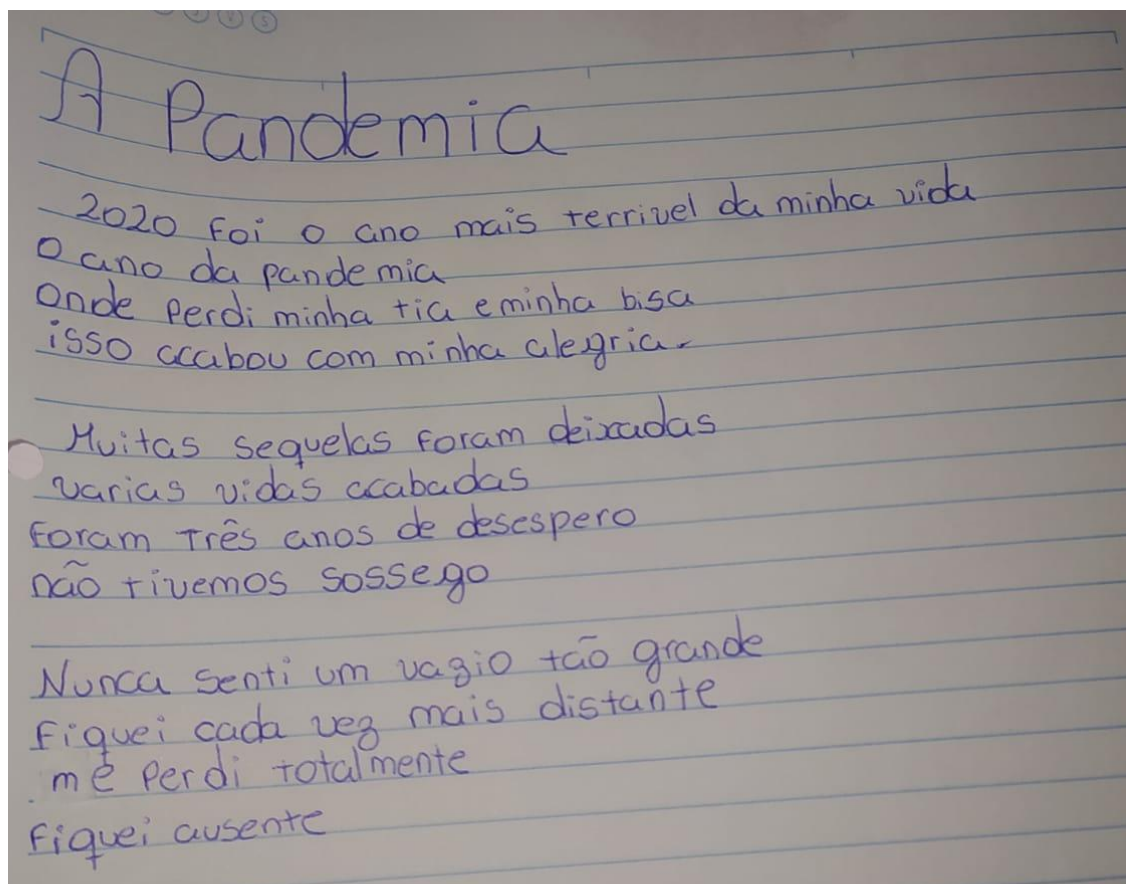 A Pandemia
2020 Foi o ano mais terrivel da minha vida
O ano da pandemia
Onde perdi minha tia e minha bisa
isso acabou com minha alegria.
Muitas sequelas foram deixadas
varias vidas acabadas
foram três anos de desespero
não tivemos sossego
Nunca senti um vazio tão grande
fiquei cada vez mais distante
me perdi totalmente
fiquei ausente